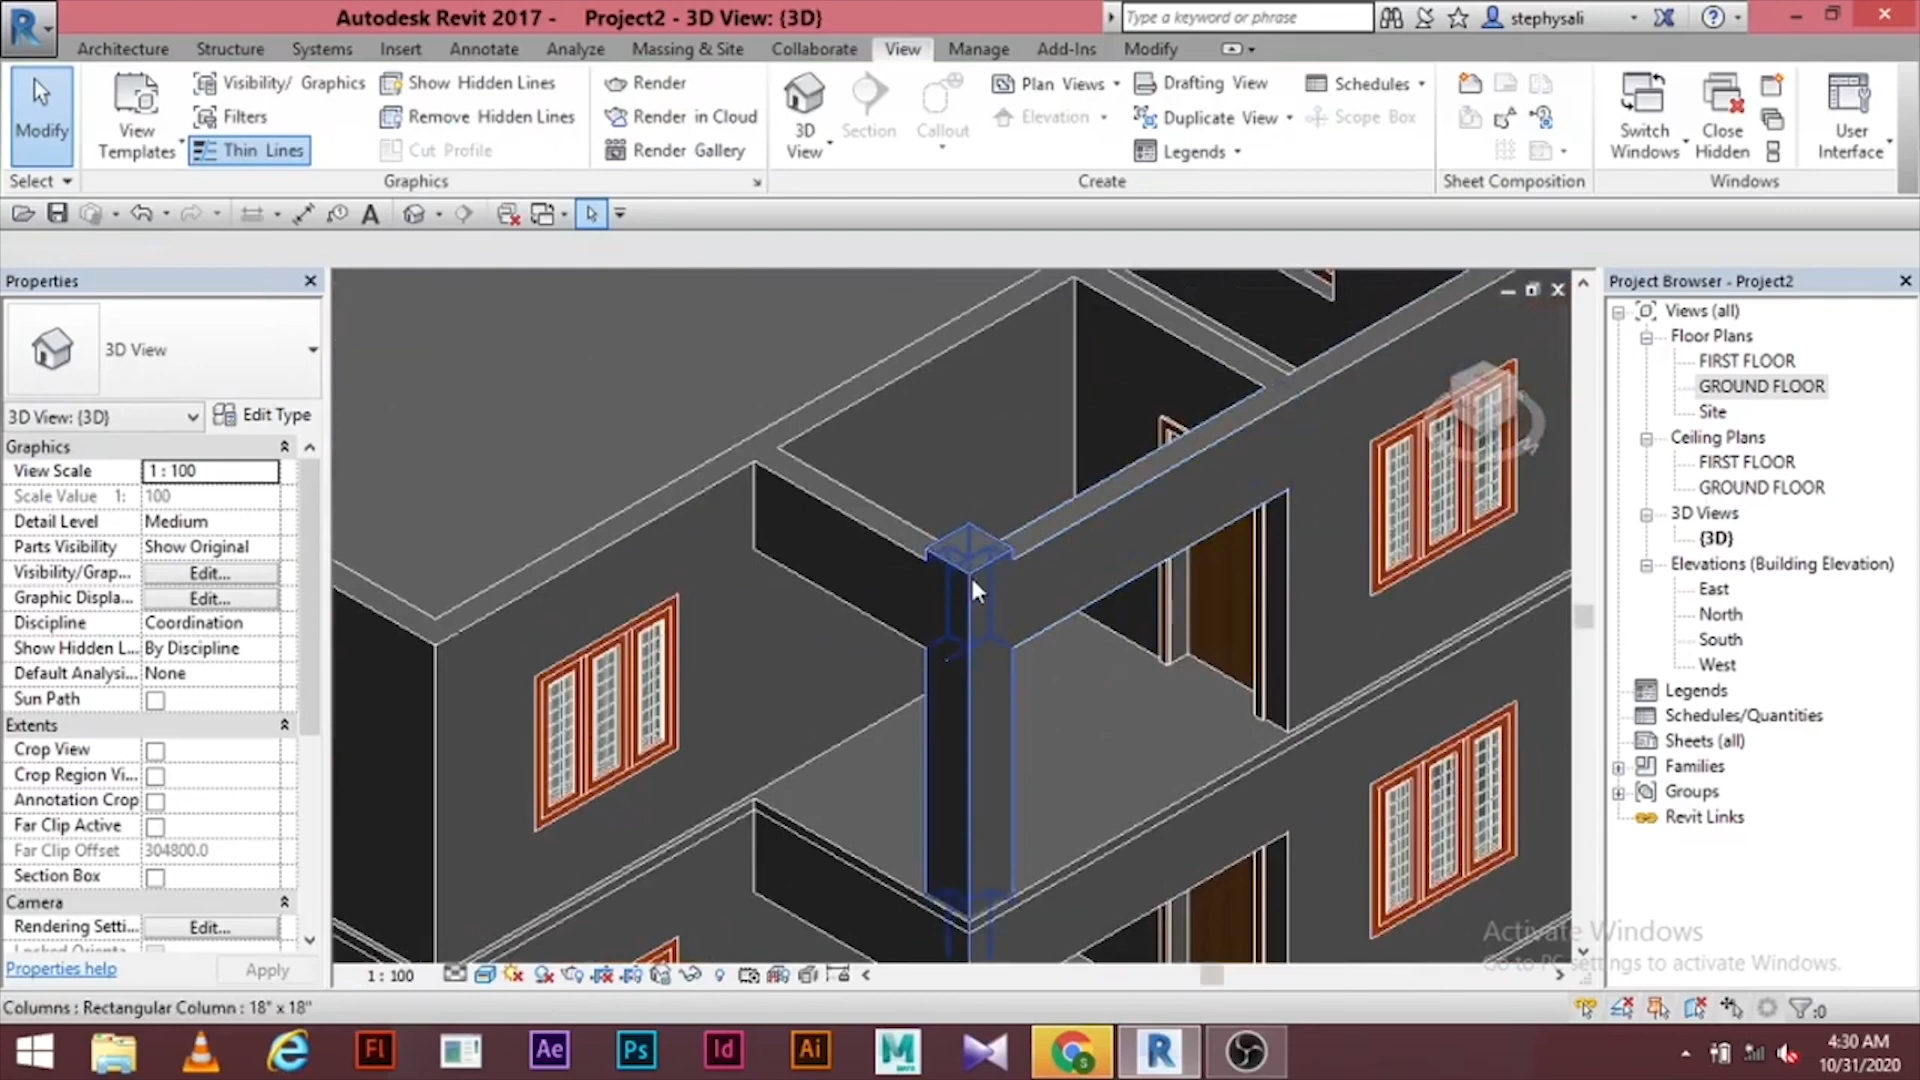 Autodesk Revit 2017 - Project2 - 3D View: {3D}
Type a keyword or phrase
stephysali
Architecture Structure Systems Insert Annotate Analyze Massing & Site Collaborate View Manage Add-Ins Modify
Modify
View Templates
Visibility/ Graphics
Filters
Thin Lines
Show Hidden Lines
Remove Hidden Lines
Cut Profile
Render
Render in Cloud
Render Gallery
3D View
Section
Callout
Plan Views
Elevation
Drafting View
Duplicate View
Legends
Schedules
Scope Box
Switch Windows
Close Hidden
User Interface
Select
Graphics
Create
Sheet Composition
Windows
Properties
3D View
3D View: {3D}
Edit Type
Graphics
View Scale 1 : 100
Scale Value 1: 100
Detail Level Medium
Parts Visibility Show Original
Visibility/Grap... Edit...
Graphic Displa... Edit...
Discipline Coordination
Show Hidden L... By Discipline
Default Analysi... None
Sun Path
Extents
Crop View
Crop Region Vi...
Annotation Crop
Far Clip Active
Far Clip Offset 304800.0
Section Box
Camera
Rendering Setti... Edit...
Properties help
Apply
Project Browser - Project2
Views (all)
Floor Plans
FIRST FLOOR
GROUND FLOOR
Site
Ceiling Plans
FIRST FLOOR
GROUND FLOOR
3D Views
{3D}
Elevations (Building Elevation)
East
North
South
West
Legends
Schedules/Quantities
Sheets (all)
Families
Groups
Revit Links
Activate Windows
Go to PC settings to activate Windows.
1 : 100
Columns : Rectangular Column : 18" x 18"
:0
Fl
Ae
Ps
Id
Ai
M
S
R
4:30 AM
10/31/2020